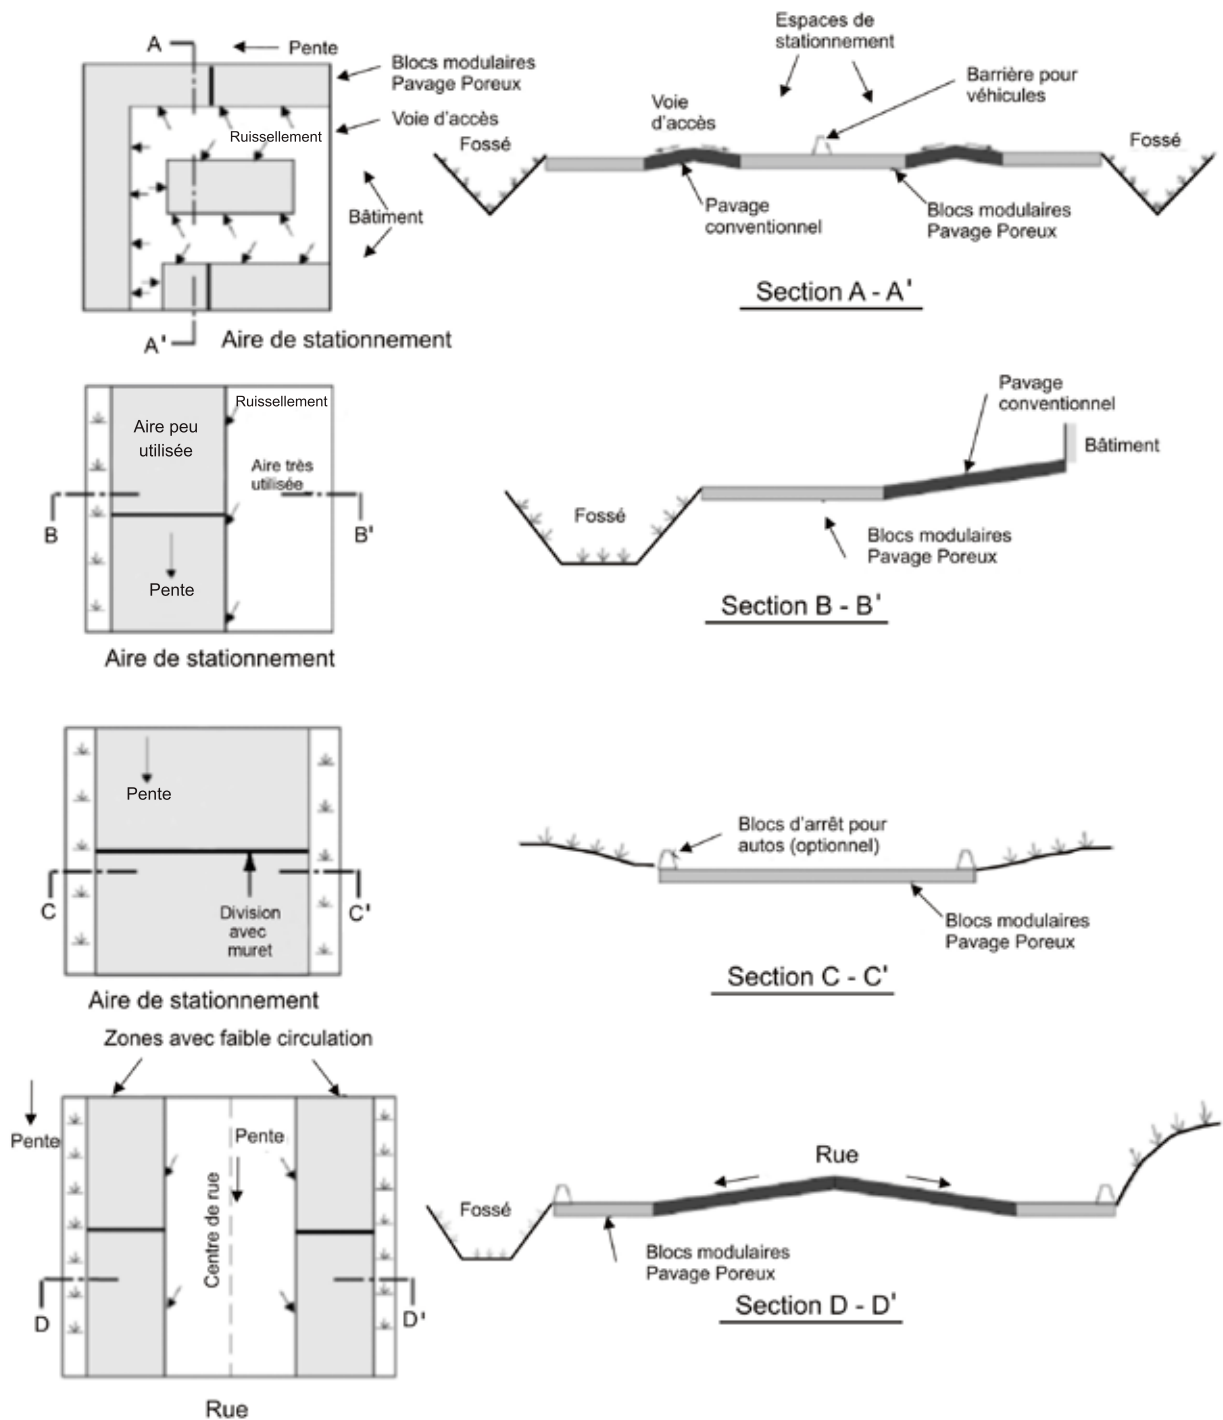 A
Pente
Blocs modulaires
Pavage Poreux
Voie d'accès
Ruissellement
Bâtiment
A'
Aire de stationnement
Espaces de
stationnement
Barrière pour
véhicules
Voie
d'accès
Fossé
Fossé
Pavage
conventionnel
Blocs modulaires
Pavage Poreux
Section A - A'
Ruissellement
Aire peu
utilisée
Aire très
utilisée
B
B'
Pente
Aire de stationnement
Pavage
conventionnel
Bâtiment
Fossé
Blocs modulaires
Pavage Poreux
Section B - B'
Pente
C
C'
Division
avec
muret
Aire de stationnement
Blocs d'arrêt pour
autos (optionnel)
Blocs modulaires
Pavage Poreux
Section C - C'
Zones avec faible circulation
Pente
Pente
Centre de rue
D
D'
Rue
Rue
Fossé
Blocs modulaires
Pavage Poreux
Section D - D'